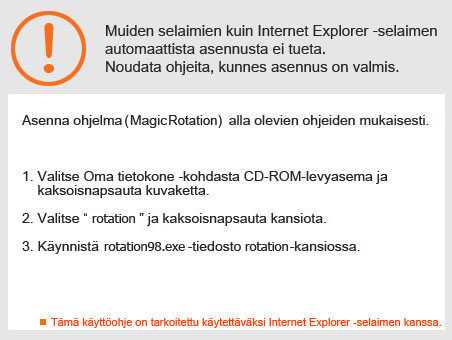 Muiden selaimien kuin Internet Explorer -selaimen
automaattista asennusta ei tueta.
Noudata ohjeita, kunnes asennus on valmis.
Asenna ohjelma (MagicRotation) alla olevien ohjeiden mukaisesti.
1. Valitse Oma tietokone -kohdasta CD-ROM-levyasema ja
kaksoisnapsauta kuvaketta.
2. Valitse “ rotation ” ja kaksoisnapsauta kansiota.
3. Käynnistä rotation98.exe -tiedosto rotation-kansiossa.
Tämä käyttöohje on tarkoitettu käytettäväksi Internet Explorer -selaimen kanssa.